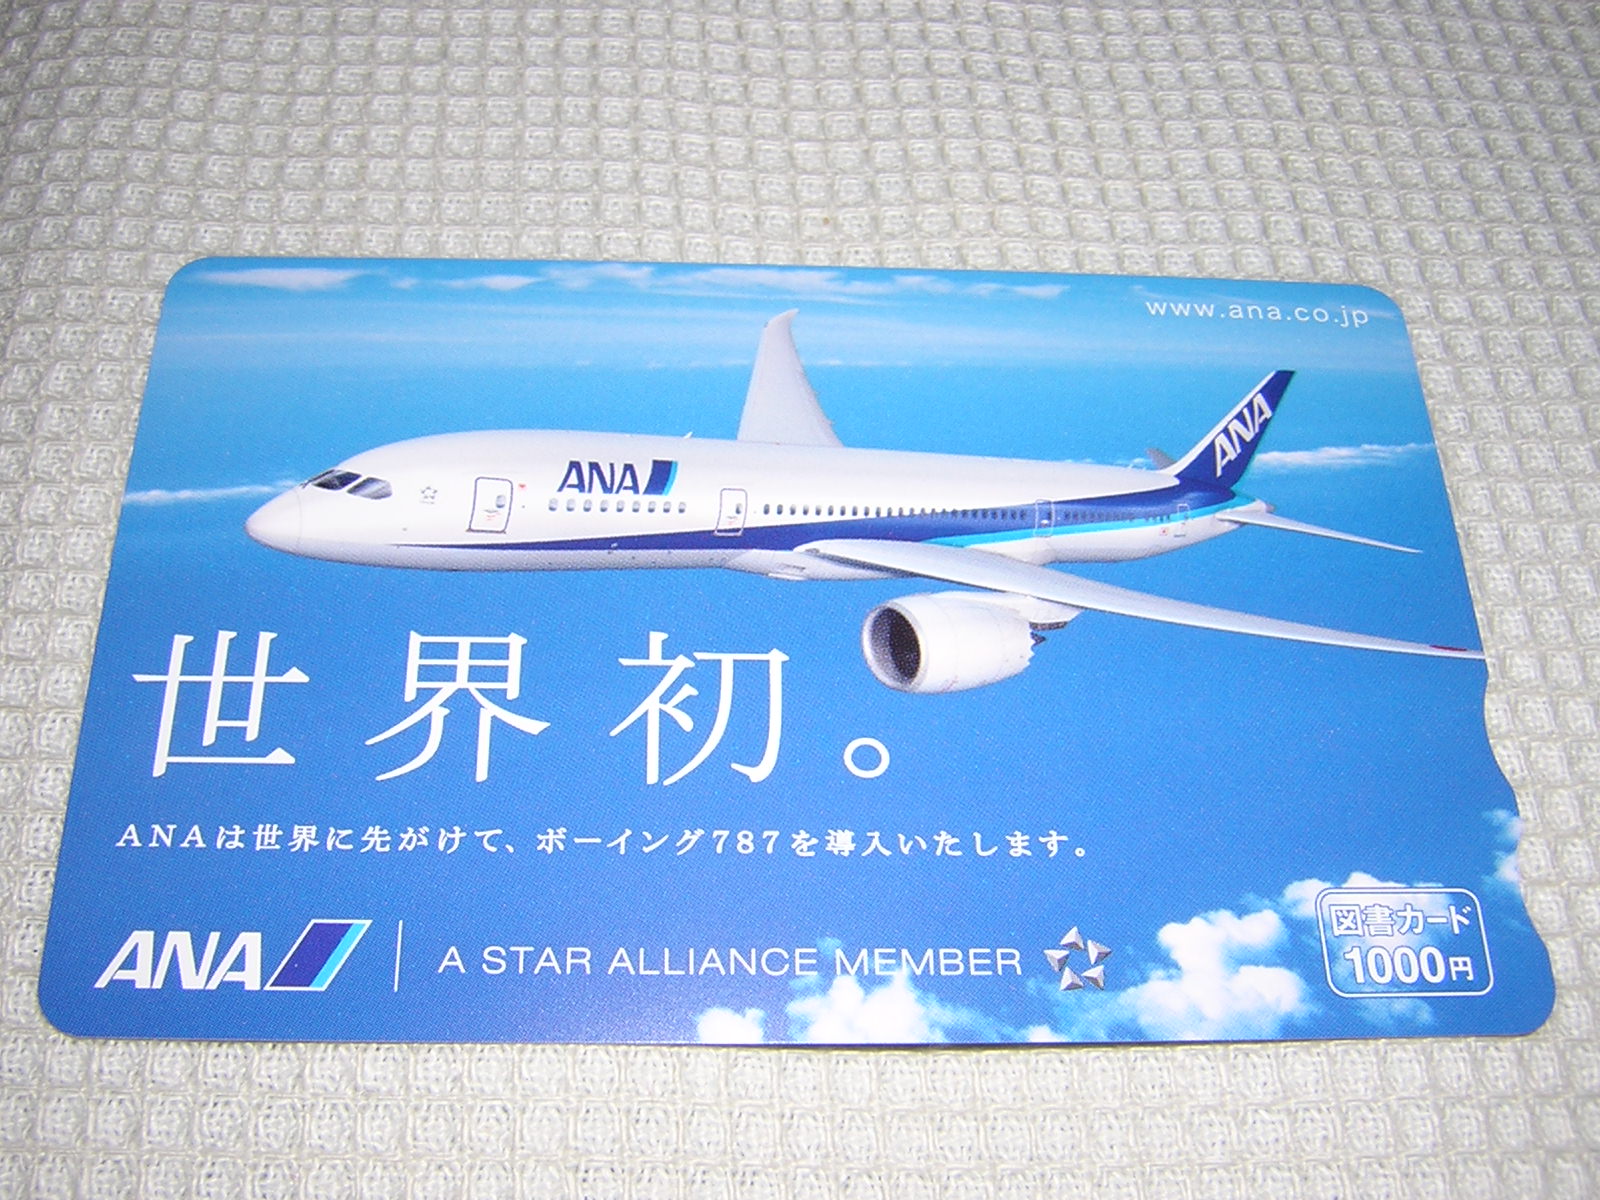 www.ana.co.jp
ANA
ANA
世界初。
ANAは世界に先がけて、ボーイング787を導入いたします。
ANA
A STAR ALLIANCE MEMBER
図書カード
1000円